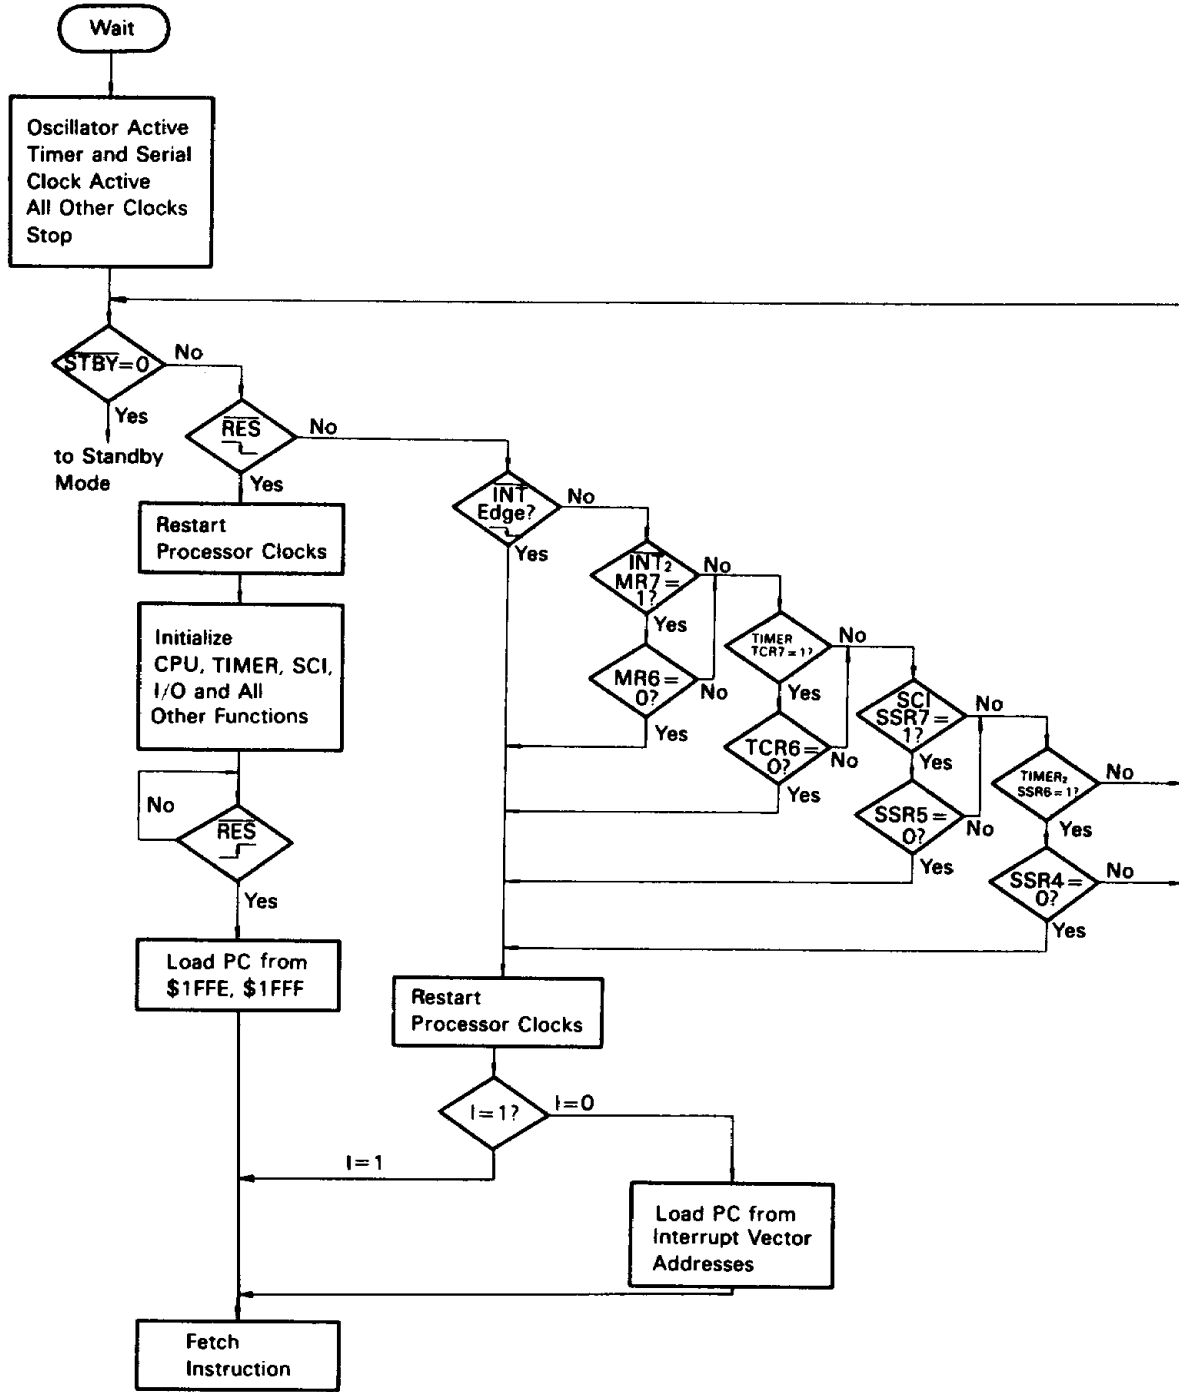 Wait
Oscillator Active
Timer and Serial
Clock Active
All Other Clocks
Stop
STBY=0
No
Yes
to Standby
Mode
RES
No
Yes
Restart
Processor Clocks
Initialize
CPU, TIMER, SCI,
I/O and All
Other Functions
No
RES
Yes
Load PC from
$1FFE, $1FFF
INT
Edge?
No
Yes
INT2
MR7=
1?
No
Yes
MR6=
0?
No
Yes
TIMER
TCR7=1?
No
Yes
TCR6=
0?
No
Yes
SCI
SSR7=
1?
No
Yes
SSR5=
0?
No
Yes
TIMER2
SSR6=1?
No
Yes
SSR4=
0?
No
Yes
Restart
Processor Clocks
I=1?
I=0
I=1
Load PC from
Interrupt Vector
Addresses
Fetch
Instruction